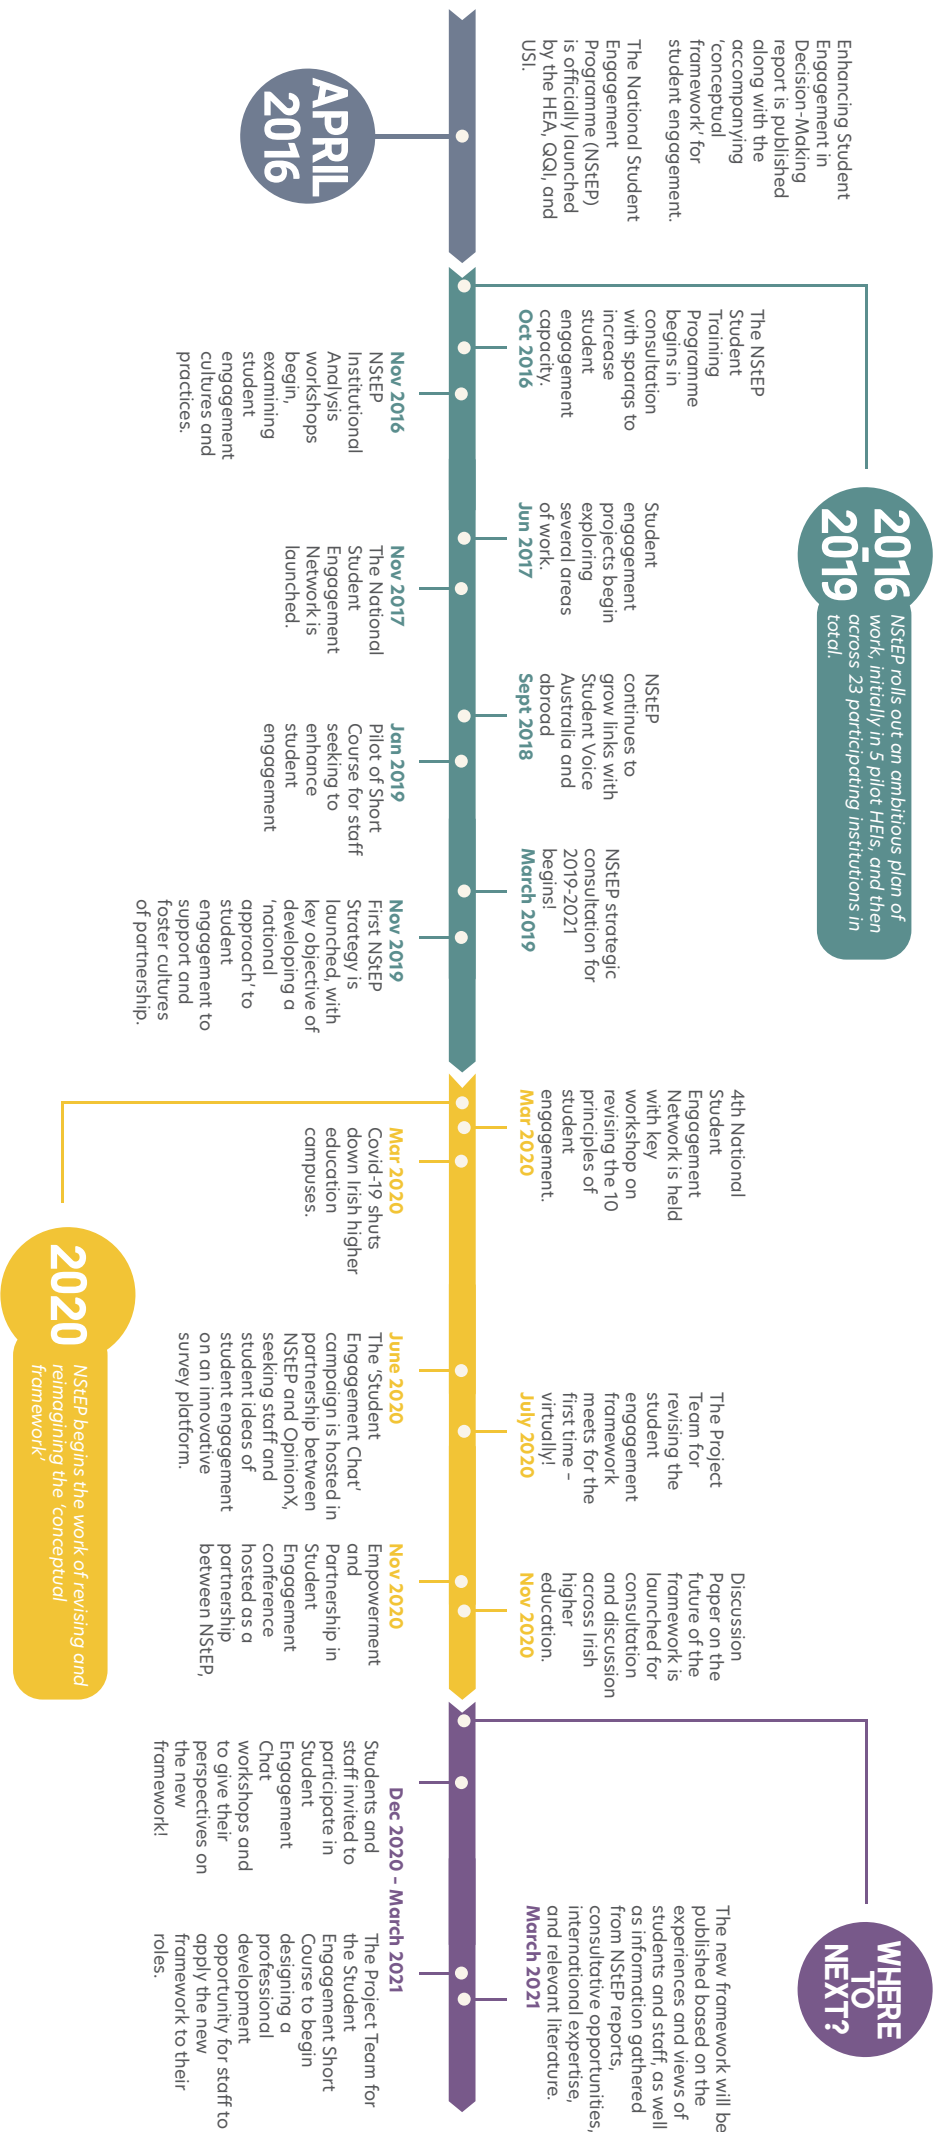 Enhancing Student
Engagement in
Decision-Making
report is published
along with the
accompanying
‘conceptual
framework’ for
student engagement.
The National Student
Engagement
Programme (NStEP)
is officially launched
by the HEA, QQI, and
USI.
APRIL
2016
2016
-
2019
NStEP rolls out an ambitious plan of
work, initially in 5 pilot HEIs, and then
across 23 participating institutions in
total.
The NStEP
Student
Training
Programme
begins in
consultation
with sparqs to
increase
student
engagement
capacity.
Oct 2016
Nov 2016
NStEP
Institutional
Analysis
workshops
begin,
examining
student
engagement
cultures and
practices.
Student
engagement
projects begin
exploring
several areas
of work.
Jun 2017
Nov 2017
The National
Student
Engagement
Network is
launched.
NStEP
continues to
grow links with
Student Voice
Australia and
abroad
Sept 2018
Jan 2019
Pilot of Short
Course for staff
seeking to
enhance
student
engagement
NStEP strategic
consultation for
2019-2021
begins!
March 2019
Nov 2019
First NStEP
Strategy is
launched, with
key objective of
developing a
‘national
approach’ to
student
engagement to
support and
foster cultures
of partnership.
4th National
Student
Engagement
Network is held
with key
workshop on
revising the 10
principles of
student
engagement.
Mar 2020
Mar 2020
Covid-19 shuts
down Irish higher
education
campuses.
2020
NStEP begins the work of revising and
reimagining the ‘conceptual
framework’
June 2020
The ‘Student
Engagement Chat’
campaign is hosted in
partnership between
NStEP and OpinionX,
seeking staff and
student ideas of
student engagement
on an innovative
survey platform.
The Project
Team for
revising the
student
engagement
framework
meets for the
first time –
virtually!
July 2020
Nov 2020
Empowerment
and
Partnership in
Student
Engagement
conference
hosted as a
partnership
between NStEP,
Discussion
Paper on the
future of the
framework is
launched for
consultation
and discussion
across Irish
higher
education.
Nov 2020
WHERE
TO
NEXT?
Dec 2020 - March 2021
Students and
staff invited to
participate in
Student
Engagement
Chat
workshops and
to give their
perspectives on
the new
framework!
The Project Team for
the Student
Engagement Short
Course to begin
designing a
professional
development
opportunity for staff to
apply the new
framework to their
roles.
The new framework will be
published based on the
experiences and views of
students and staff, as well
as information gathered
from NStEP reports,
consultative opportunities,
international expertise,
and relevant literature.
March 2021